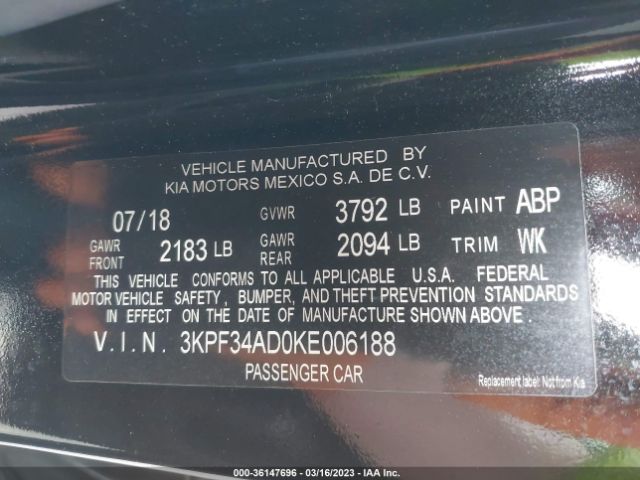 VEHICLE MANUFACTURED BY
KIA MOTORS MEXICO S.A. DE C.V.
07/18 GVWR 3792 LB PAINT ABP
GAWR FRONT 2183 LB GAWR REAR 2094 LB TRIM WK
THIS VEHICLE CONFORMS TO ALL APPLICABLE U.S.A. FEDERAL
MOTOR VEHICLE SAFETY, BUMPER, AND THEFT PREVENTION STANDARDS
IN EFFECT ON THE DATE OF MANUFACTURE SHOWN ABOVE.
V.I.N. 3KPF34AD0KE006188
PASSENGER CAR
Replacement label: Not from Kia
000-36147696 - 03/16/2023 - IAA Inc.